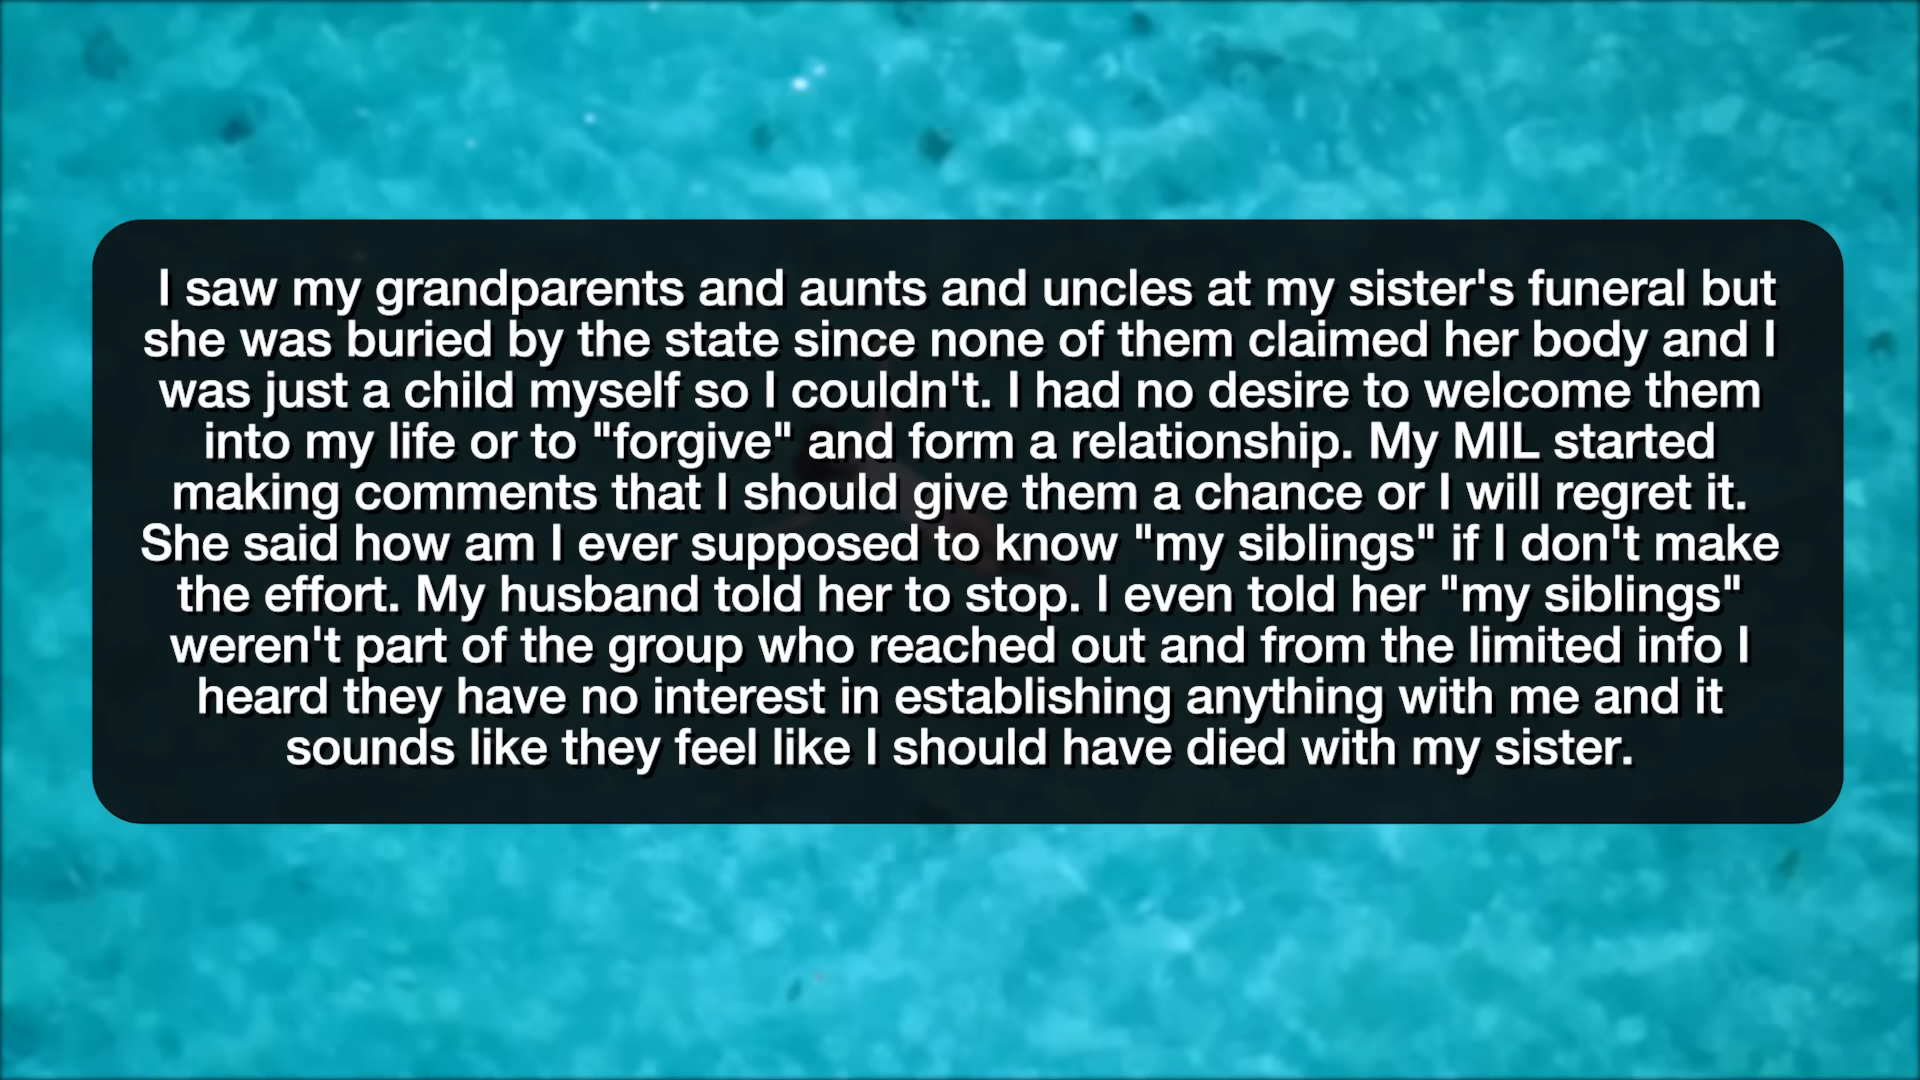 I saw my grandparents and aunts and uncles at my sister's funeral but
she was buried by the state since none of them claimed her body and I
was just a child myself so I couldn't. I had no desire to welcome them
into my life or to "forgive" and form a relationship. My MIL started
making comments that I should give them a chance or I will regret it.
She said how am I ever supposed to know "my siblings" if I don't make
the effort. My husband told her to stop. I even told her "my siblings"
weren't part of the group who reached out and from the limited info I
heard they have no interest in establishing anything with me and it
sounds like they feel like I should have died with my sister.